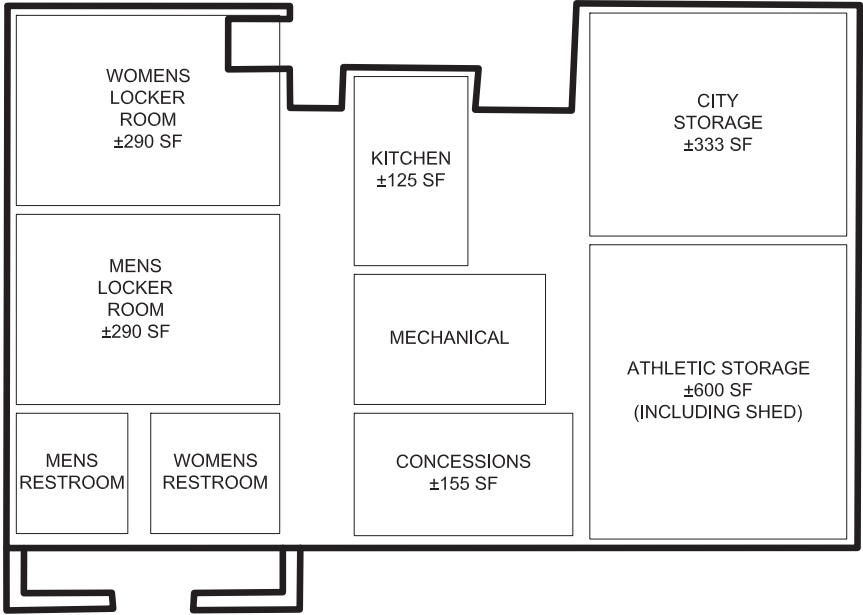 WOMENS
LOCKER
ROOM
±290 SF
KITCHEN
±125 SF
CITY
STORAGE
±333 SF
MENS
LOCKER
ROOM
±290 SF
MECHANICAL
ATHLETIC STORAGE
±600 SF
(INCLUDING SHED)
MENS
RESTROOM
WOMENS
RESTROOM
CONCESSIONS
±155 SF